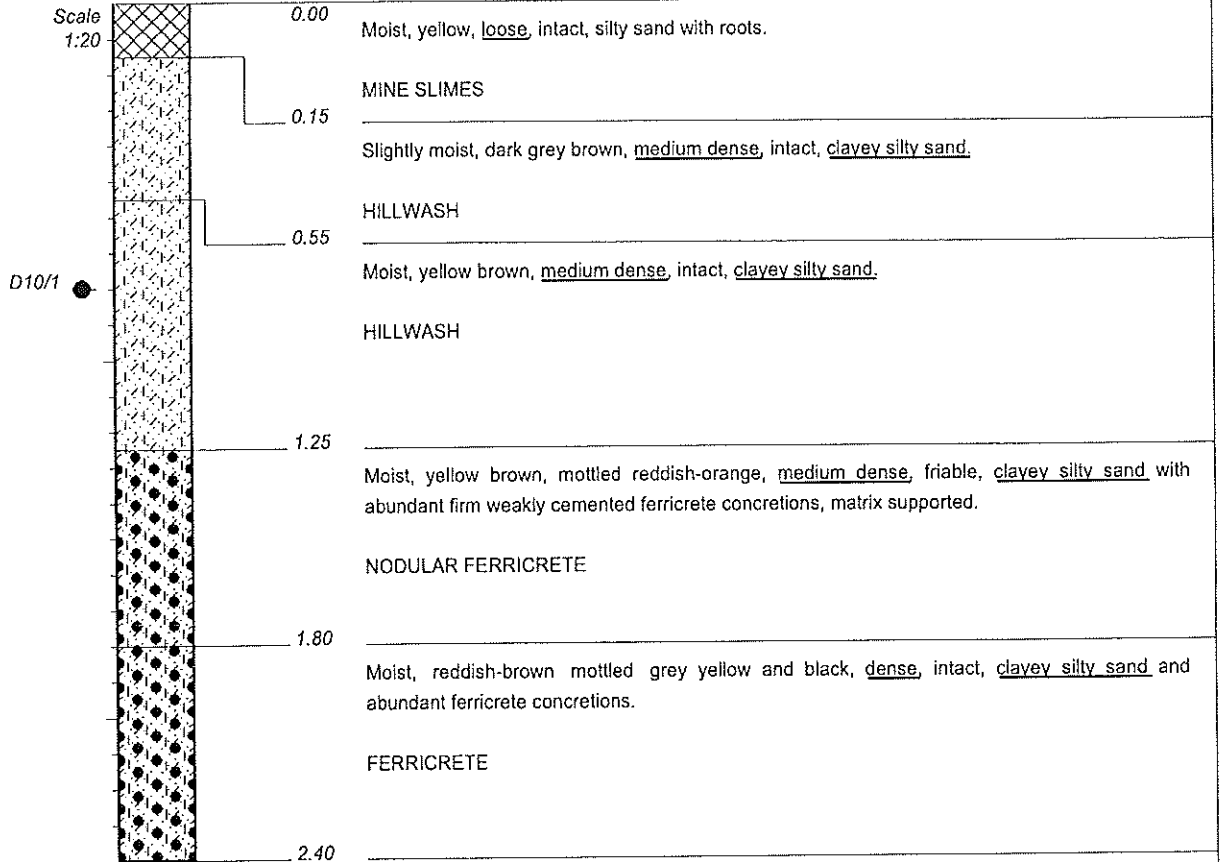 Scale
1:20
0.00
Moist, yellow, loose, intact, silty sand with roots.
MINE SLIMES
0.15
Slightly moist, dark grey brown, medium dense, intact, clayey silty sand.
HILLWASH
0.55
Moist, yellow brown, medium dense, intact, clayey silty sand.
D10/1
HILLWASH
1.25
Moist, yellow brown, mottled reddish-orange, medium dense, friable, clayey silty sand with
abundant firm weakly cemented ferricrete concretions, matrix supported.
NODULAR FERRICRETE
1.80
Moist, reddish-brown mottled grey yellow and black, dense, intact, clayey silty sand and
abundant ferricrete concretions.
FERRICRETE
2.40